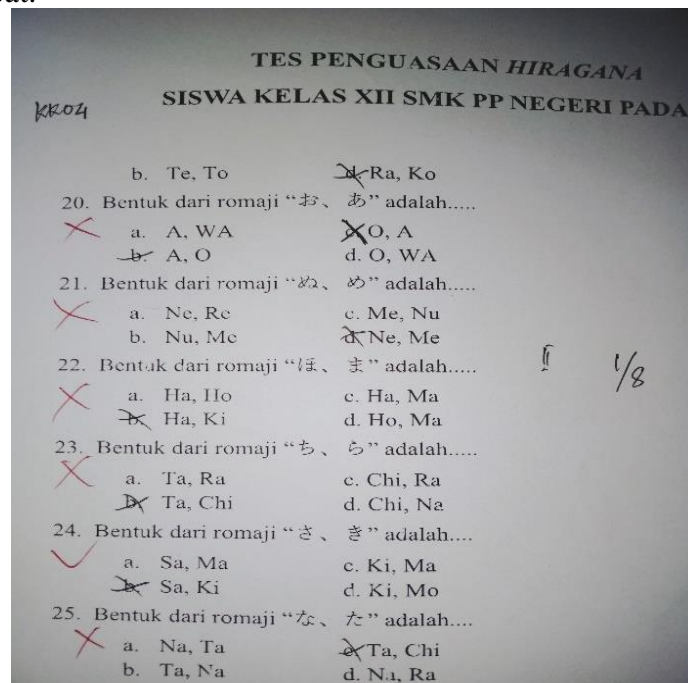 TES PENGUASAAN HIRAGANA
KR04 SISWA KELAS XII SMK PP NEGERI PADA
b. Te, To d. Ra, Ko
20. Bentuk dari romaji “お、 あ” adalah.....
a. A, WA c. O, A
b. A, O d. O, WA
21. Bentuk dari romaji “ぬ、 め” adalah.....
a. Ne, Re c. Me, Nu
b. Nu, Me d. Ne, Me
22. Bentuk dari romaji “ほ、 ま” adalah.....
a. Ha, Ho c. Ha, Ma
b. Ha, Ki d. Ho, Ma
II 1/8
23. Bentuk dari romaji “ち、 ら” adalah.....
a. Ta, Ra c. Chi, Ra
b. Ta, Chi d. Chi, Na
24. Bentuk dari romaji “さ、 き” adalah....
a. Sa, Ma c. Ki, Ma
b. Sa, Ki d. Ki, Mo
25. Bentuk dari romaji “な、 た” adalah....
a. Na, Ta c. Ta, Chi
b. Ta, Na d. Na, Ra